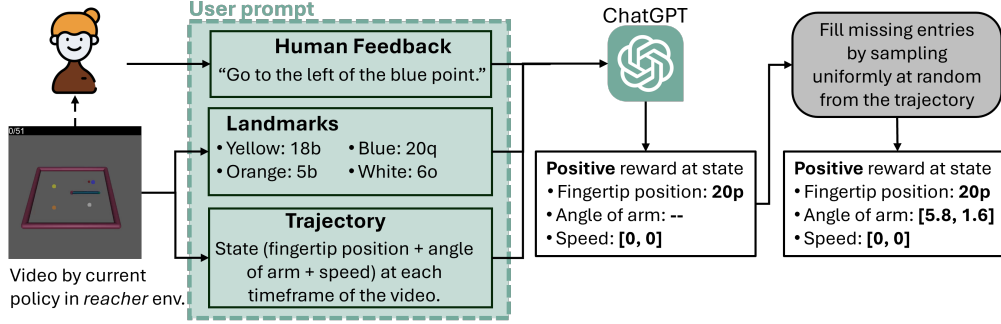 User prompt
Human Feedback
“Go to the left of the blue point.”
Landmarks
• Yellow: 18b
• Blue: 20q
• Orange: 5b
• White: 6o
Trajectory
State (fingertip position + angle
of arm + speed) at each
timeframe of the video.
0/51
Video by current
policy in reacher env.
ChatGPT
Positive reward at state
• Fingertip position: 20p
• Angle of arm: --
• Speed: [0, 0]
Fill missing entries
by sampling
uniformly at random
from the trajectory
Positive reward at state
• Fingertip position: 20p
• Angle of arm: [5.8, 1.6]
• Speed: [0, 0]